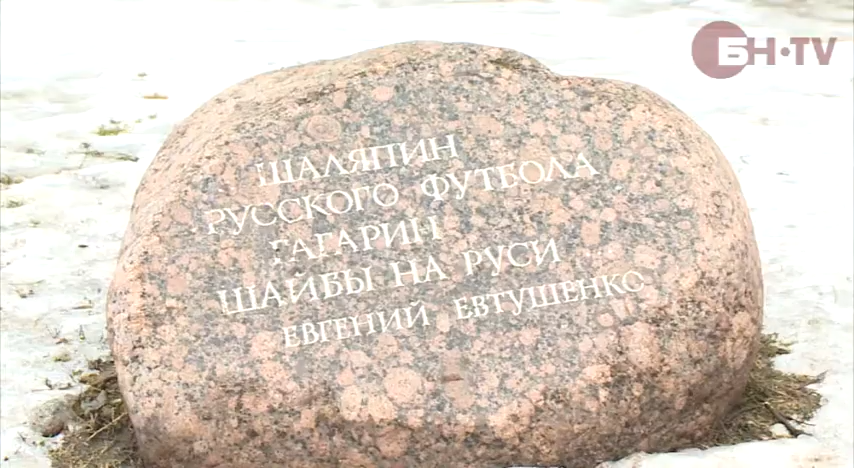 БН·TV
ШАЛЯПИН
РУССКОГО ФУТБОЛА
ГАГАРИН
ШАЙБЫ НА РУСИ
ЕВГЕНИЙ ЕВТУШЕНКО